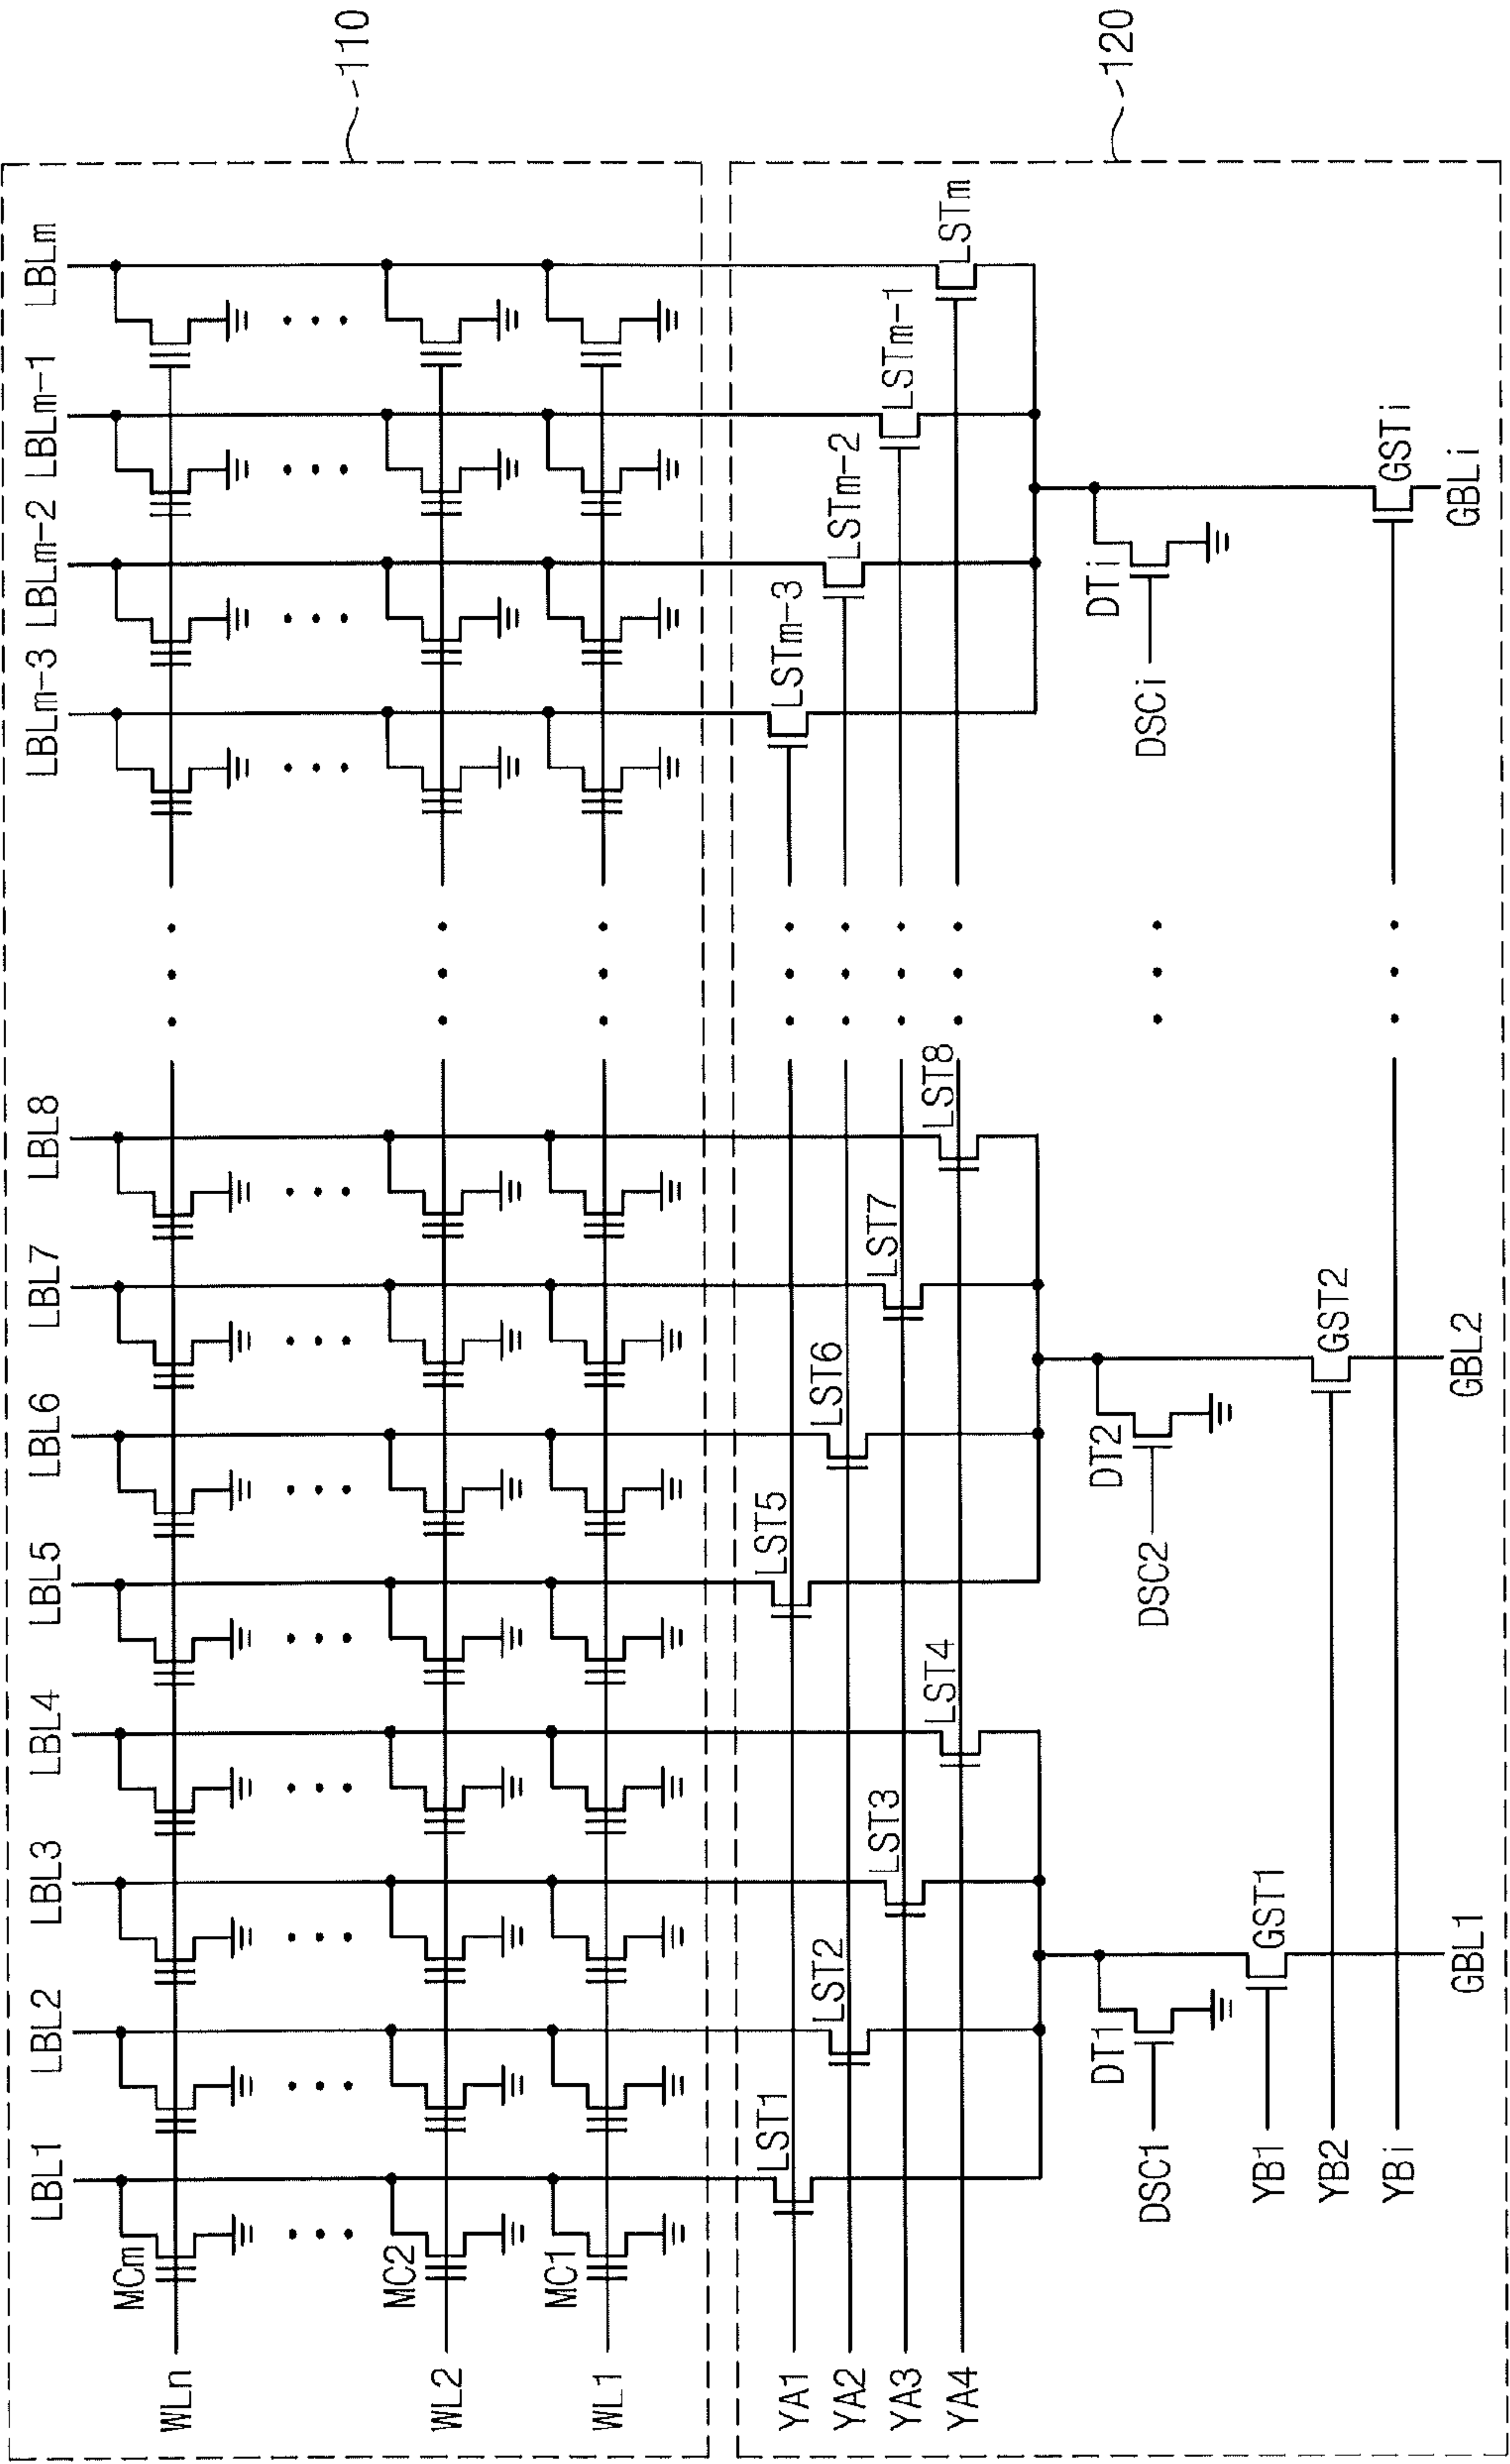 110
120
LBL1 LBL2 LBL3 LBL4 LBL5 LBL6 LBL7 LBL8 LBLm-3 LBLm-2 LBLm-1 LBLm
MCm
WLn
MC2
WL2
MC1
WL1
LST1 LST5 LSTm-3
YA1
LST2 LST6 LSTm-2
YA2
LST3 LST7 LSTm-1
YA3
LST4 LST8 LSTm
YA4
DT1 DT2 DTi
DSC1 DSC2 DSCi
YB1 GST1
YB2 GST2
YBi GSTi
GBL1 GBL2 GBLi